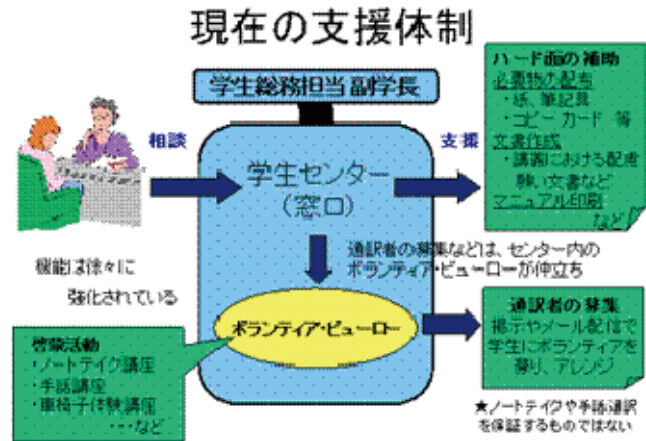 現在の支援体制
学生総務担当 副学長
相談
学生センター
(窓口)
支援
ハード面の補助
必要物の配布
・紙、筆記具
・コピーカード 等
文書作成
・講義における配慮
願い文書など
マニュアル印刷
など
機能は徐々に
強化されている
通訳者の募集などは、センター内の
ボランティア・ビューローが仲立ち
ボランティア・ビューロー
通訳者の募集
掲示やメール配信で
学生にボランティアを
募り、アレンジ
★ノートテイクや手話通訳
を保証するものではない
啓蒙活動
・ノートテイク講座
・手話講座
・車椅子体験講座
・・・など